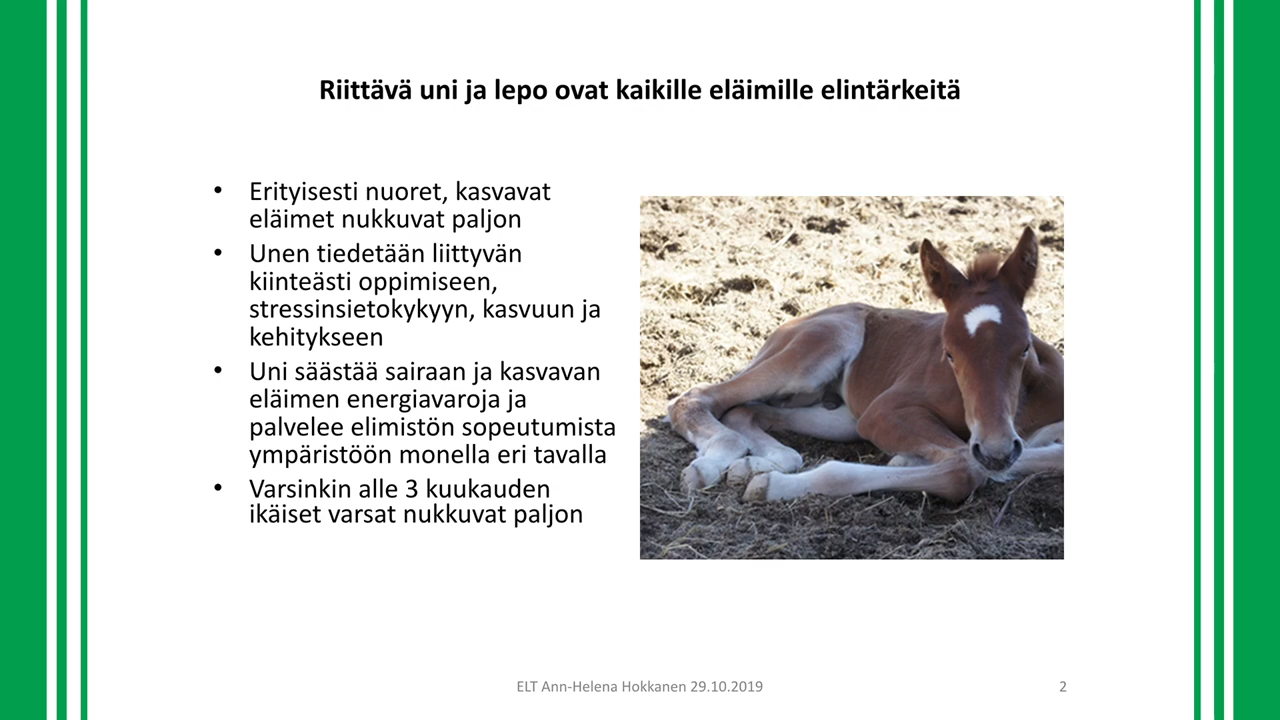 Riittävä uni ja lepo ovat kaikille eläimille elintärkeitä
• Erityisesti nuoret, kasvavat
eläimet nukkuvat paljon
• Unen tiedetään liittyvän
kiinteästi oppimiseen,
stressinsietokykyyn, kasvuun ja
kehitykseen
• Uni säästää sairaan ja kasvavan
eläimen energiavaroja ja
palvelee elimistön sopeutumista
ympäristöön monella eri tavalla
• Varsinkin alle 3 kuukauden
ikäiset varsat nukkuvat paljon
ELT Ann-Helena Hokkanen 29.10.2019
2